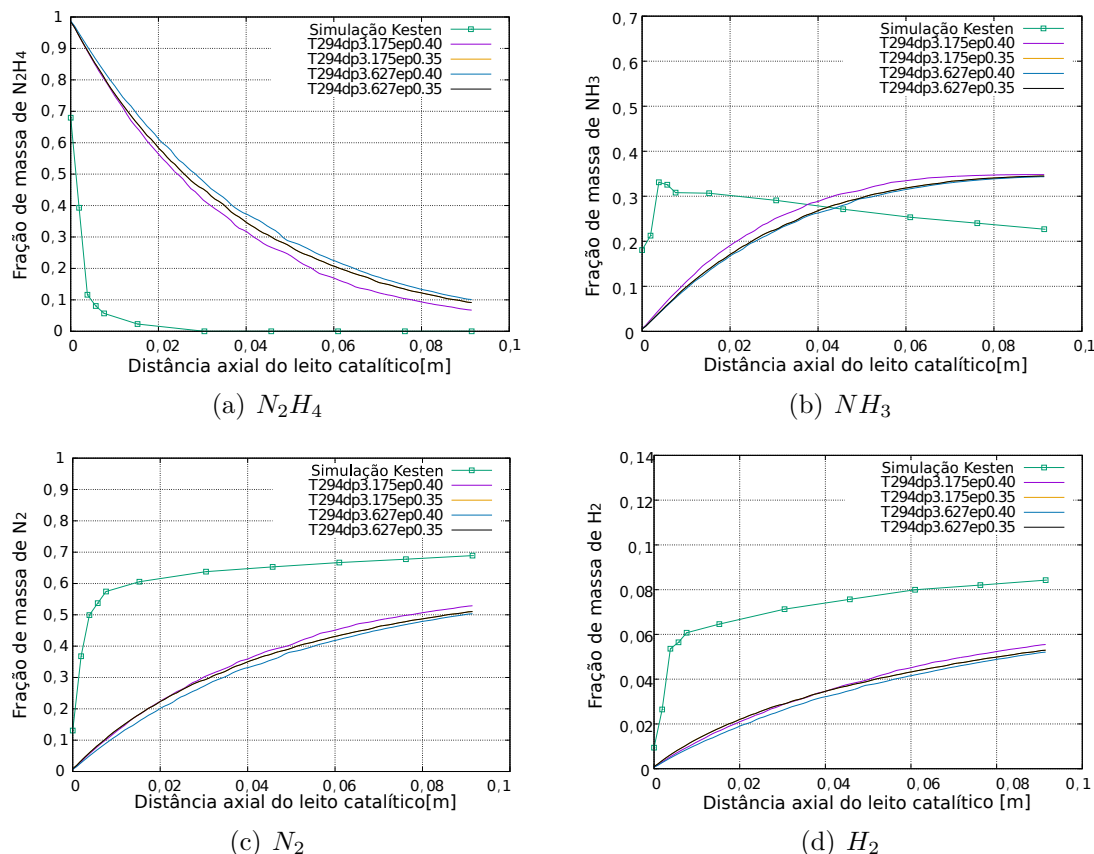 1
0,9
0,8
0,7
0,6
0,5
0,4
0,3
0,2
0,1
0
Fração de massa de N2H4
Simulação Kesten
T294dp3.175ep0.40
T294dp3.175ep0.35
T294dp3.627ep0.40
T294dp3.627ep0.35
0 0,02 0,04 0,06 0,08 0,1
Distância axial do leito catalítico[m]
(a) N2H4
0,7
0,6
0,5
0,4
0,3
0.2
0.1
0
Fração de massa de NH3
Simulação Kesten
T294dp3.175ep0.40
T294dp3.175ep0.35
T294dp3.627ep0.40
T294dp3.627ep0.35
0 0,02 0,04 0,06 0,08 0,1
Distância axial do leito catalítico[m]
(b) NH3
1
0,9
0,8
0,7
0,6
0,5
0,4
0,3
0,2
0,1
0
Fração de massa de N2
Simulação Kesten
T294dp3.175ep0.40
T294dp3.175ep0.35
T294dp3.627ep0.40
T294dp3.627ep0.35
0 0,02 0,04 0,06 0,08 0,1
Distância axial do leito catalítico[m]
(c) N2
0,14
0,12
0,1
0,08
0,06
0,04
0,02
0
Fração de massa de H2
Simulação Kesten
T294dp3.175ep0.40
T294dp3.175ep0.35
T294dp3.627ep0.40
T294dp3.627ep0.35
0 0,02 0,04 0,06 0,08 0,1
Distância axial do leito catalítico [m]
(d) H2